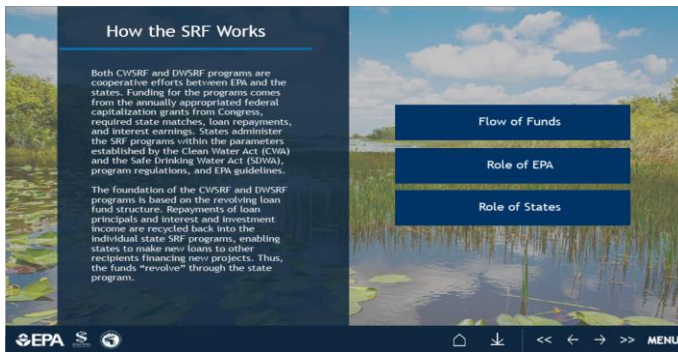 How the SRF Works
Both CWSRF and DWSRF programs are
cooperative efforts between EPA and the
states. Funding for the programs comes
from the annually appropriated federal
capitalization grants from Congress,
required state matches, loan repayments,
and interest earnings. States administer
the SRF programs within the parameters
established by the Clean Water Act (CWA)
and the Safe Drinking Water Act (SDWA),
program regulations, and EPA guidelines.
The foundation of the CWSRF and DWSRF
programs is based on the revolving loan
fund structure. Repayments of loan
principals and interest and investment
income are recycled back into the
individual state SRF programs, enabling
states to make new loans to other
recipients financing new projects. Thus,
the funds “revolve” through the state
program.
Flow of Funds
Role of EPA
Role of States
EPA
<< ← → >> MENU